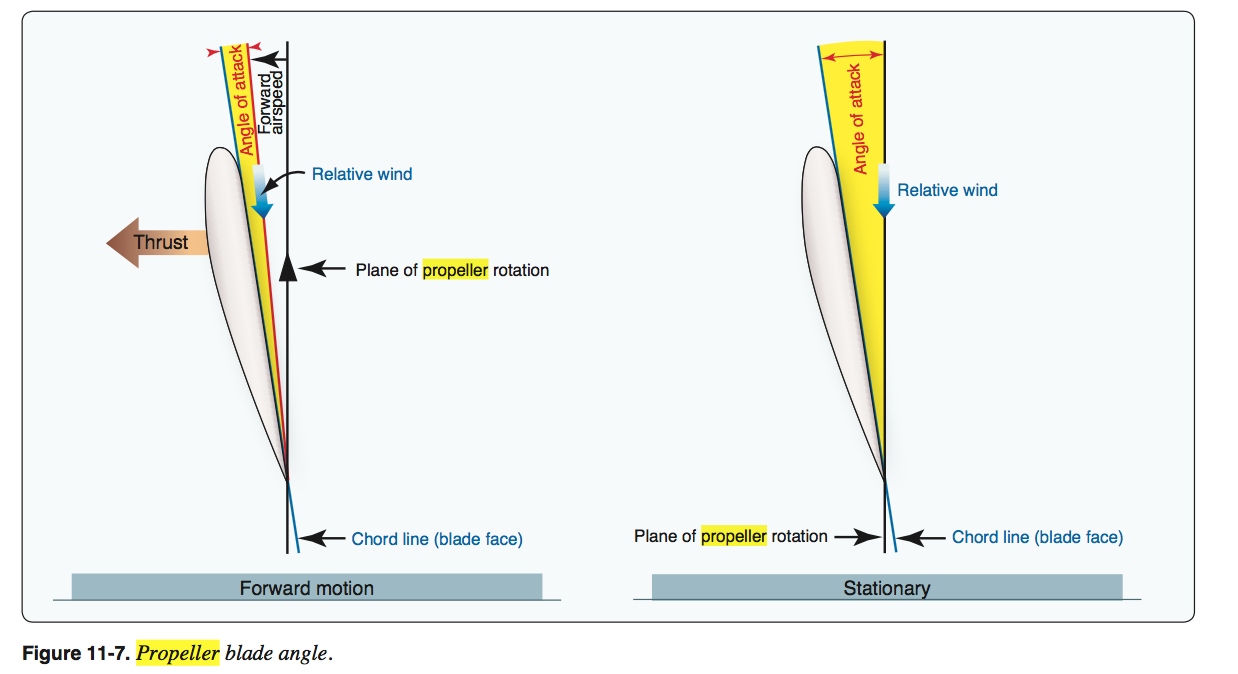 Angle of attack
Forward
airspeed
Relative wind
Thrust
Plane of propeller rotation
Chord line (blade face)
Forward motion
Angle of attack
Relative wind
Plane of propeller rotation
Chord line (blade face)
Stationary
Figure 11-7. Propeller blade angle.